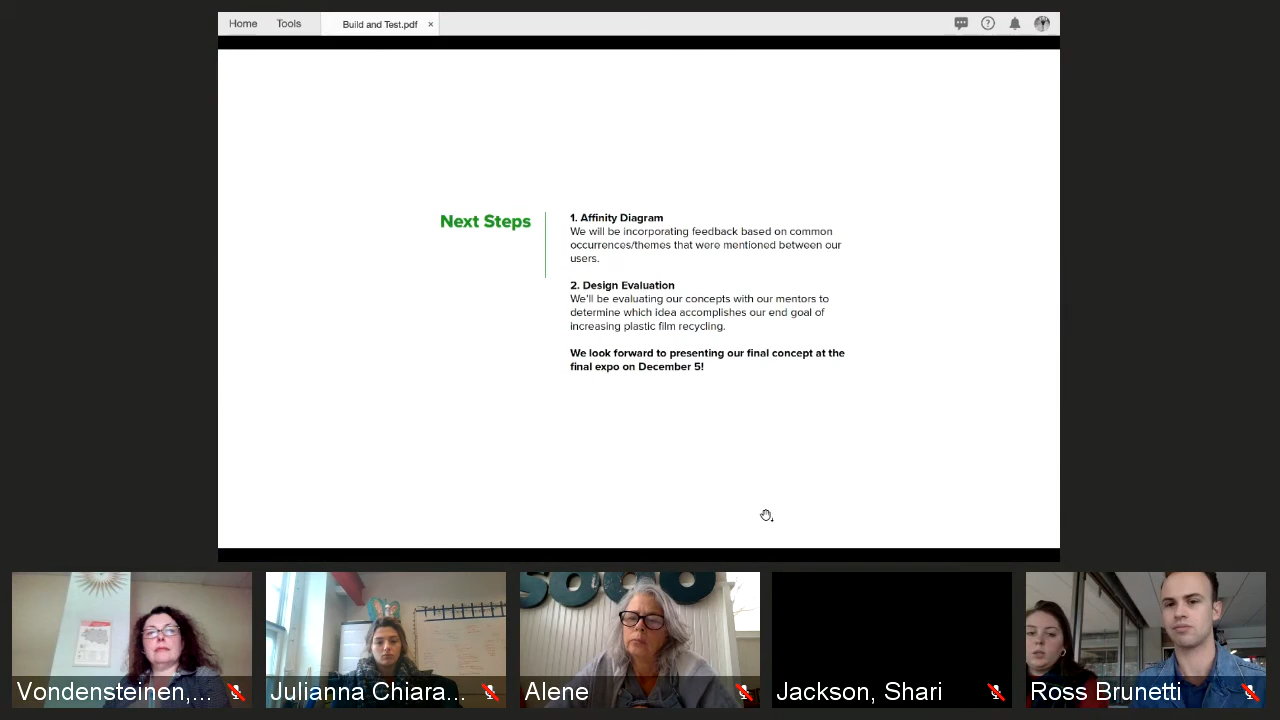 Home Tools Build and Test.pdf ×
Next Steps
1. Affinity Diagram
We will be incorporating feedback based on common
occurrences/themes that were mentioned between our
users.
2. Design Evaluation
We'll be evaluating our concepts with our mentors to
determine which idea accomplishes our end goal of
increasing plastic film recycling.
We look forward to presenting our final concept at the
final expo on December 5!
SOHO
Vondensteinen,...
Julianna Chiara...
Alene
Jackson, Shari
Ross Brunetti